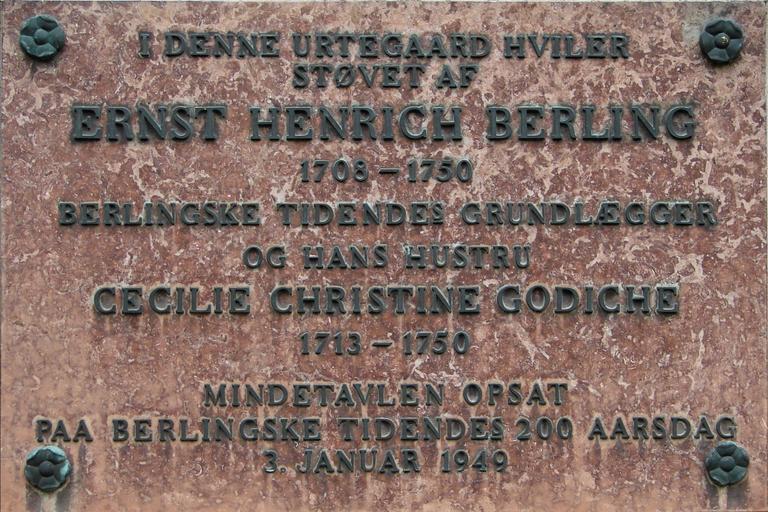 I DENNE URTEGAARD HVILER
STØVET AF
ERNST HENRICH BERLING
1708 – 1750
BERLINGSKE TIDENDES GRUNDLÆGGER
OG HANS HUSTRU
CECILIE CHRISTINE GODICHE
1713 – 1750
MINDETAVLEN OPSAT
PAA BERLINGSKE TIDENDES 200 AARSDAG
3. JANUAR 1949